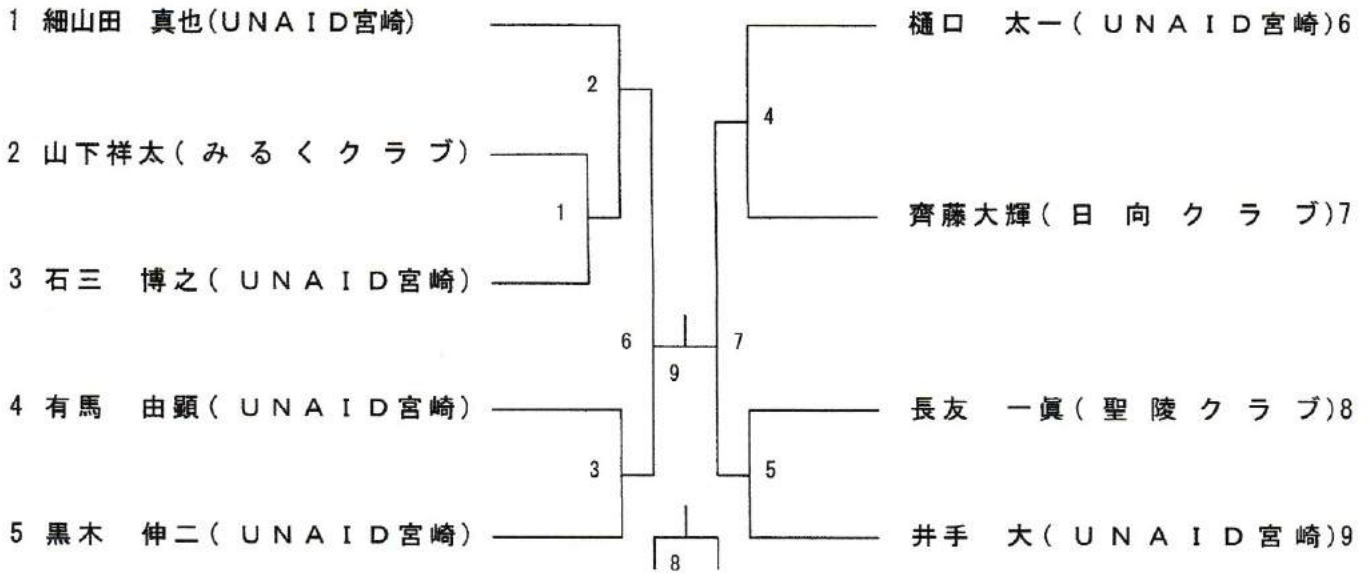 1 細山田 真也(UNAID宮崎)
樋口 太一(UNAID宮崎)6
2
4
2 山下祥太(みるくクラブ)
1
齊藤大輝(日向クラブ)7
3 石三 博之(UNAID宮崎)
6
7
9
4 有馬 由顕(UNAID宮崎)
長友 一眞(聖陵クラブ)8
3
5
5 黒木 伸二(UNAID宮崎)
井手 大(UNAID宮崎)9
8